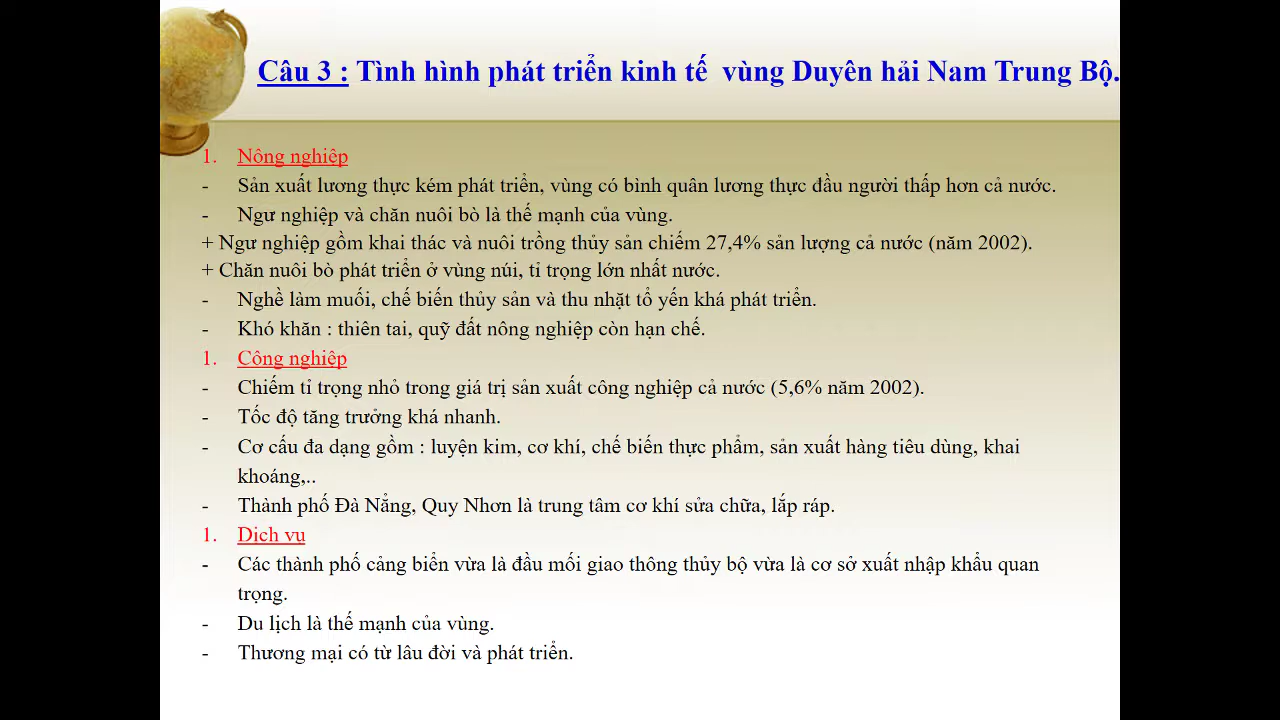 Câu 3 : Tình hình phát triển kinh tế vùng Duyên hải Nam Trung Bộ.
1. Nông nghiệp
- Sản xuất lương thực kém phát triển, vùng có bình quân lương thực đầu người thấp hơn cả nước.
- Ngư nghiệp và chăn nuôi bò là thế mạnh của vùng.
+ Ngư nghiệp gồm khai thác và nuôi trồng thủy sản chiếm 27,4% sản lượng cả nước (năm 2002).
+ Chăn nuôi bò phát triển ở vùng núi, tỉ trọng lớn nhất nước.
- Nghề làm muối, chế biến thủy sản và thu nhặt tổ yến khá phát triển.
- Khó khăn : thiên tai, quỹ đất nông nghiệp còn hạn chế.
1. Công nghiệp
- Chiếm tỉ trọng nhỏ trong giá trị sản xuất công nghiệp cả nước (5,6% năm 2002).
- Tốc độ tăng trưởng khá nhanh.
- Cơ cấu đa dạng gồm : luyện kim, cơ khí, chế biến thực phẩm, sản xuất hàng tiêu dùng, khai
khoáng,..
- Thành phố Đà Nẳng, Quy Nhơn là trung tâm cơ khí sửa chữa, lắp ráp.
1. Dịch vụ
- Các thành phố cảng biển vừa là đầu mối giao thông thủy bộ vừa là cơ sở xuất nhập khẩu quan
trọng.
- Du lịch là thế mạnh của vùng.
- Thương mại có từ lâu đời và phát triển.